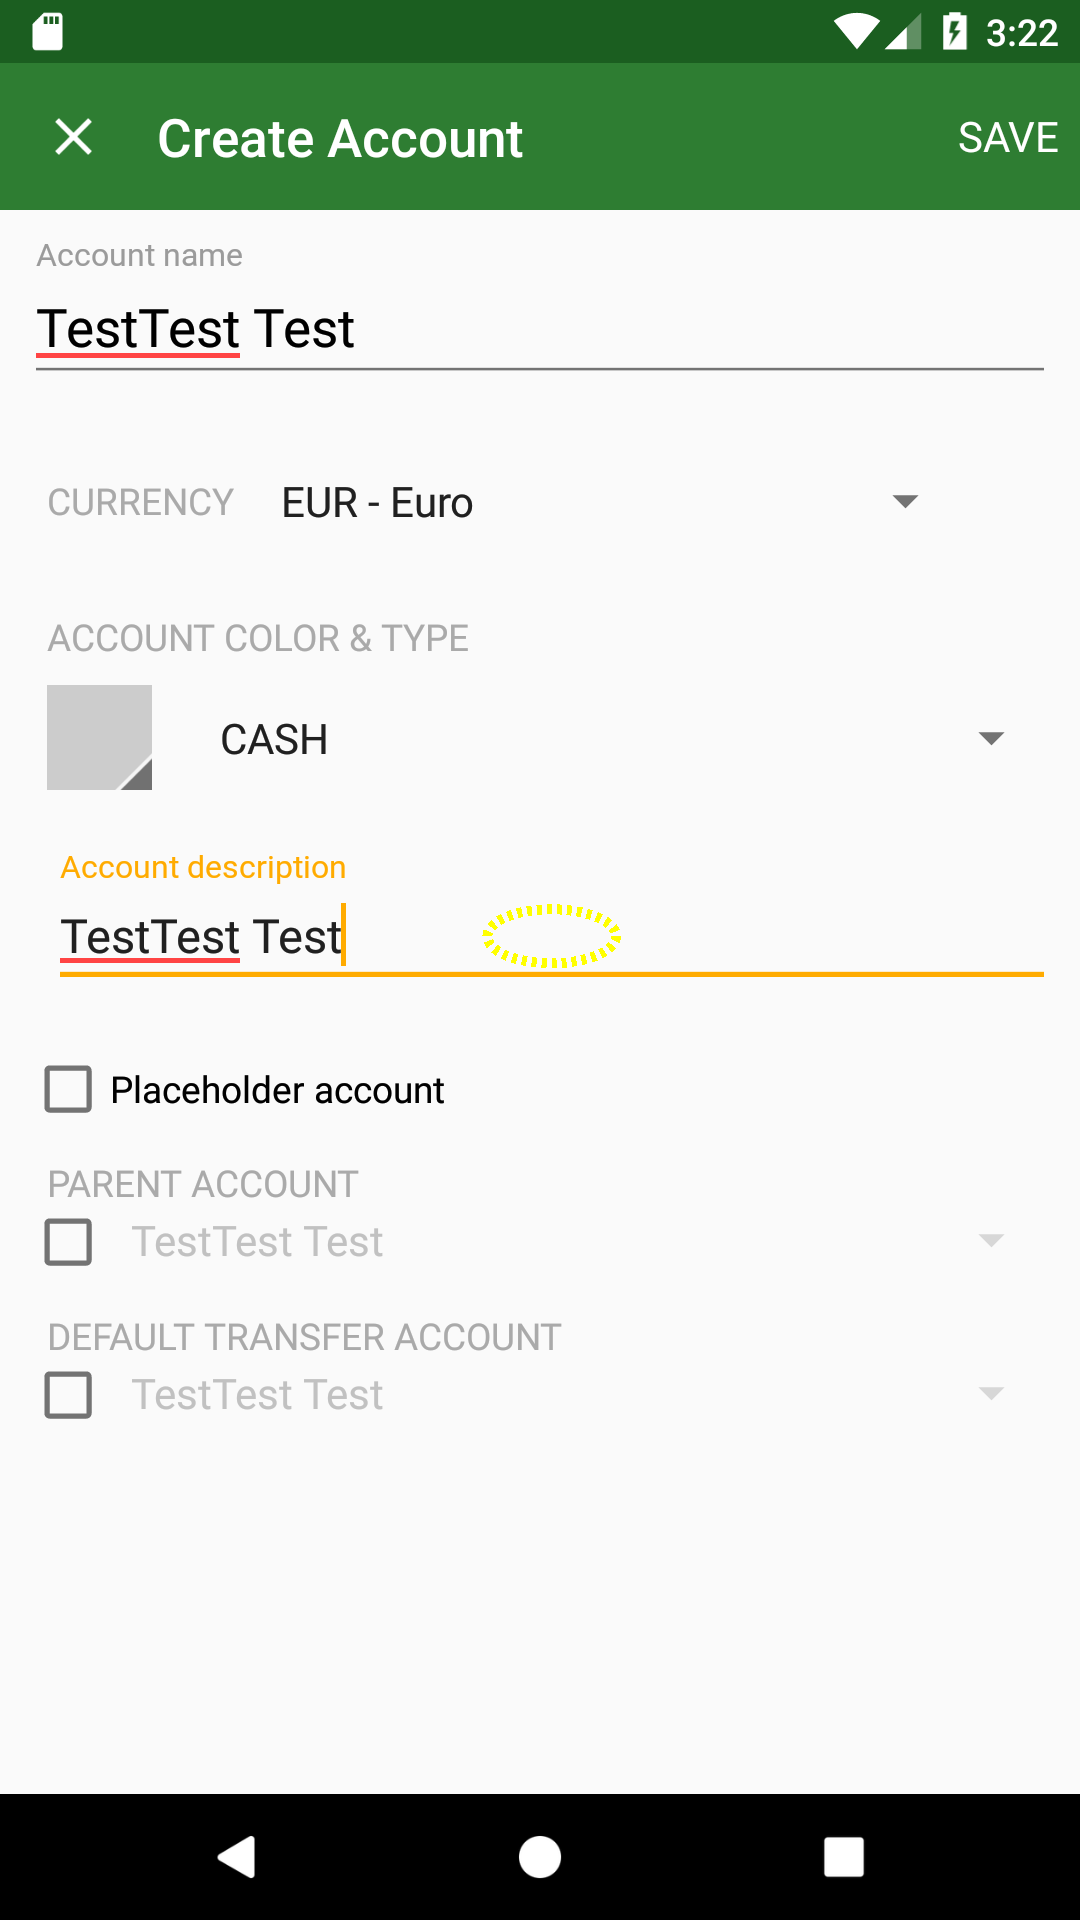 3:22
Create Account
SAVE
Account name
TestTest Test
CURRENCY EUR - Euro
ACCOUNT COLOR & TYPE
CASH
Account description
TestTest Test
Placeholder account
PARENT ACCOUNT
TestTest Test
DEFAULT TRANSFER ACCOUNT
TestTest Test